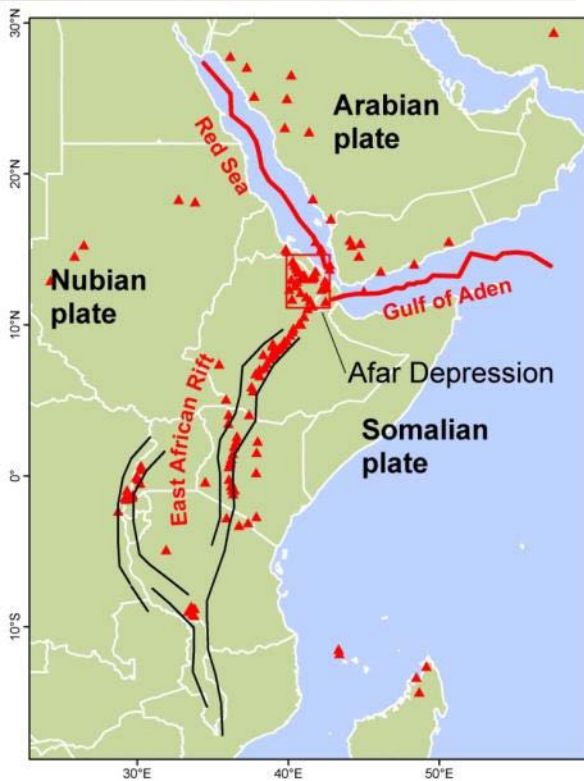 30°N
20°N
10°N
0°
10°S
30°E
40°E
50°E
Arabian
plate
Red Sea
Nubian
plate
Gulf of Aden
Afar Depression
East African Rift
Somalian
plate